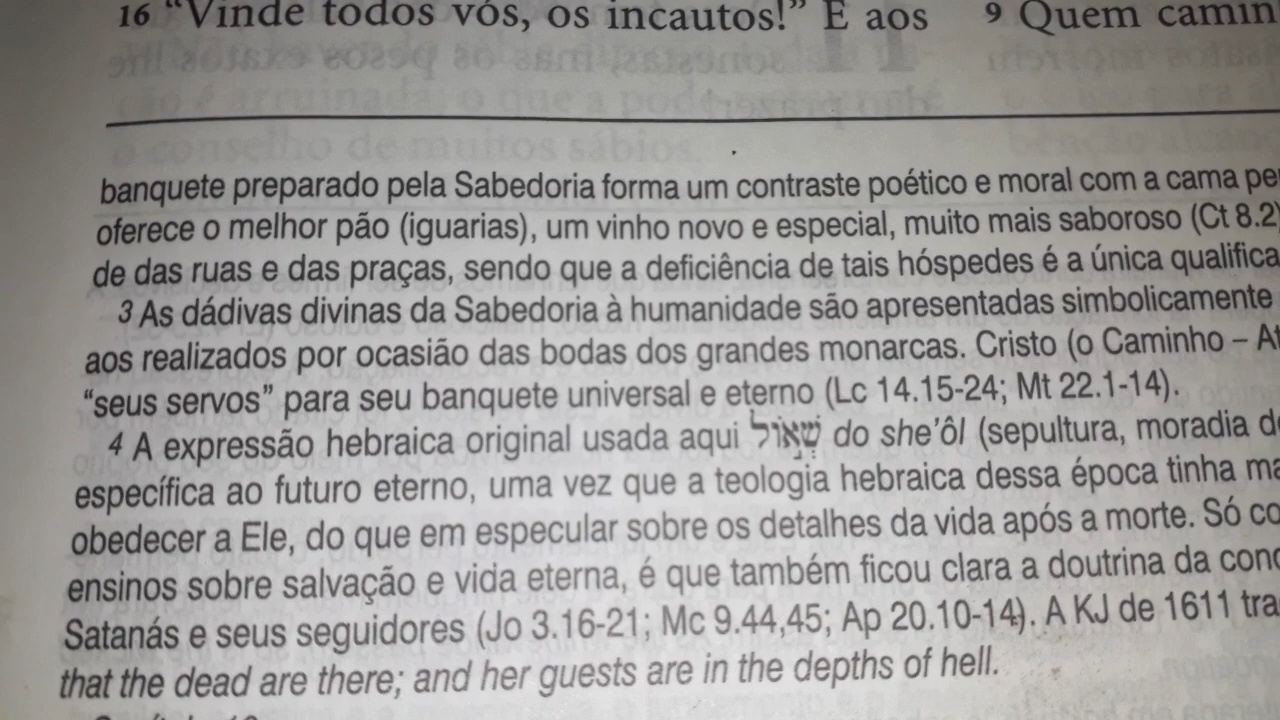 16 “Vinde todos vós, os incautos!” E aos
9 Quem camin
banquete preparado pela Sabedoria forma um contraste poético e moral com a cama
oferece o melhor pão (iguarias), um vinho novo e especial, muito mais saboroso (Ct 8.2)
de das ruas e das praças, sendo que a deficiência de tais hóspedes é a única qualifica
3 As dádivas divinas da Sabedoria à humanidade são apresentadas simbolicamente
aos realizados por ocasião das bodas dos grandes monarcas. Cristo (o Caminho –
“seus servos” para seu banquete universal e eterno (Lc 14.15-24; Mt 22.1-14).
4 A expressão hebraica original usada aqui שְׁאוֹל do she’ôl (sepultura, moradia
específica ao futuro eterno, uma vez que a teologia hebraica dessa época tinha
obedecer a Ele, do que em especular sobre os detalhes da vida após a morte. Só
ensinos sobre salvação e vida eterna, é que também ficou clara a doutrina da
Satanás e seus seguidores (Jo 3.16-21; Mc 9.44,45; Ap 20.10-14). A KJ de 1611
that the dead are there; and her guests are in the depths of hell.